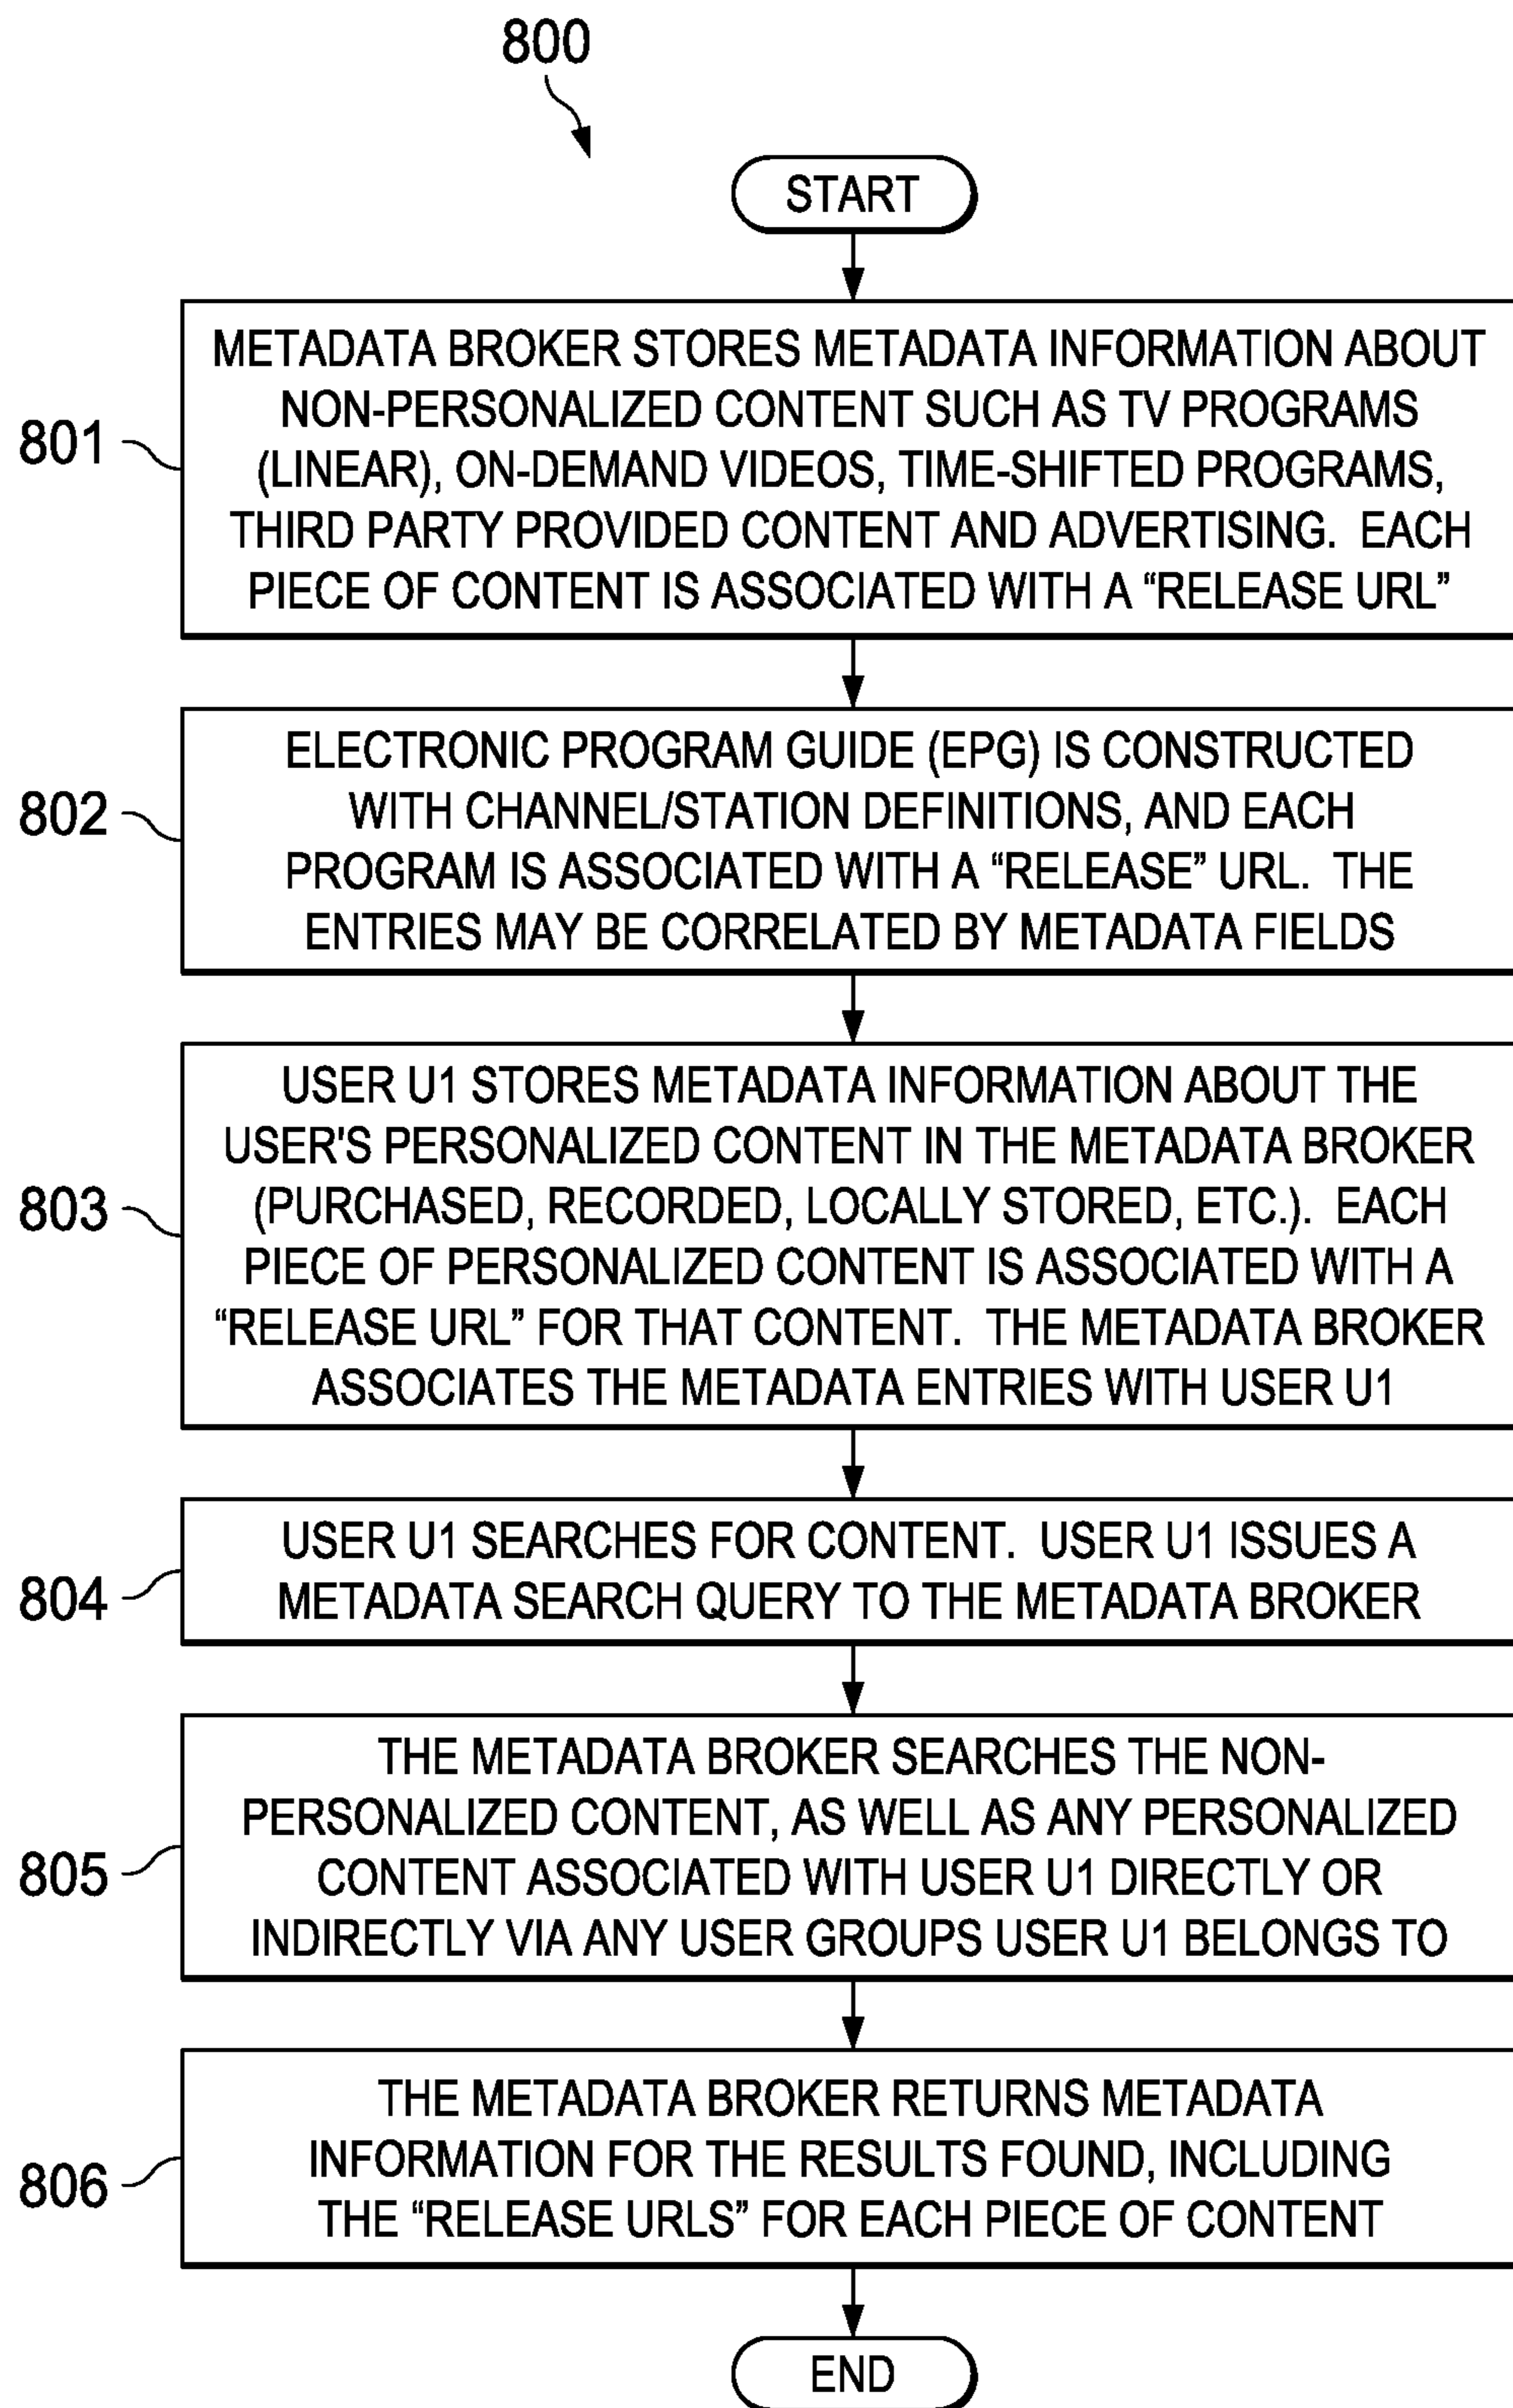 800
START
801
METADATA BROKER STORES METADATA INFORMATION ABOUT
NON-PERSONALIZED CONTENT SUCH AS TV PROGRAMS
(LINEAR), ON-DEMAND VIDEOS, TIME-SHIFTED PROGRAMS,
THIRD PARTY PROVIDED CONTENT AND ADVERTISING. EACH
PIECE OF CONTENT IS ASSOCIATED WITH A “RELEASE URL”
802
ELECTRONIC PROGRAM GUIDE (EPG) IS CONSTRUCTED
WITH CHANNEL/STATION DEFINITIONS, AND EACH
PROGRAM IS ASSOCIATED WITH A “RELEASE” URL. THE
ENTRIES MAY BE CORRELATED BY METADATA FIELDS
803
USER U1 STORES METADATA INFORMATION ABOUT THE
USER'S PERSONALIZED CONTENT IN THE METADATA BROKER
(PURCHASED, RECORDED, LOCALLY STORED, ETC.). EACH
PIECE OF PERSONALIZED CONTENT IS ASSOCIATED WITH A
“RELEASE URL” FOR THAT CONTENT. THE METADATA BROKER
ASSOCIATES THE METADATA ENTRIES WITH USER U1
804
USER U1 SEARCHES FOR CONTENT. USER U1 ISSUES A
METADATA SEARCH QUERY TO THE METADATA BROKER
805
THE METADATA BROKER SEARCHES THE NON-
PERSONALIZED CONTENT, AS WELL AS ANY PERSONALIZED
CONTENT ASSOCIATED WITH USER U1 DIRECTLY OR
INDIRECTLY VIA ANY USER GROUPS USER U1 BELONGS TO
806
THE METADATA BROKER RETURNS METADATA
INFORMATION FOR THE RESULTS FOUND, INCLUDING
THE “RELEASE URLS” FOR EACH PIECE OF CONTENT
END